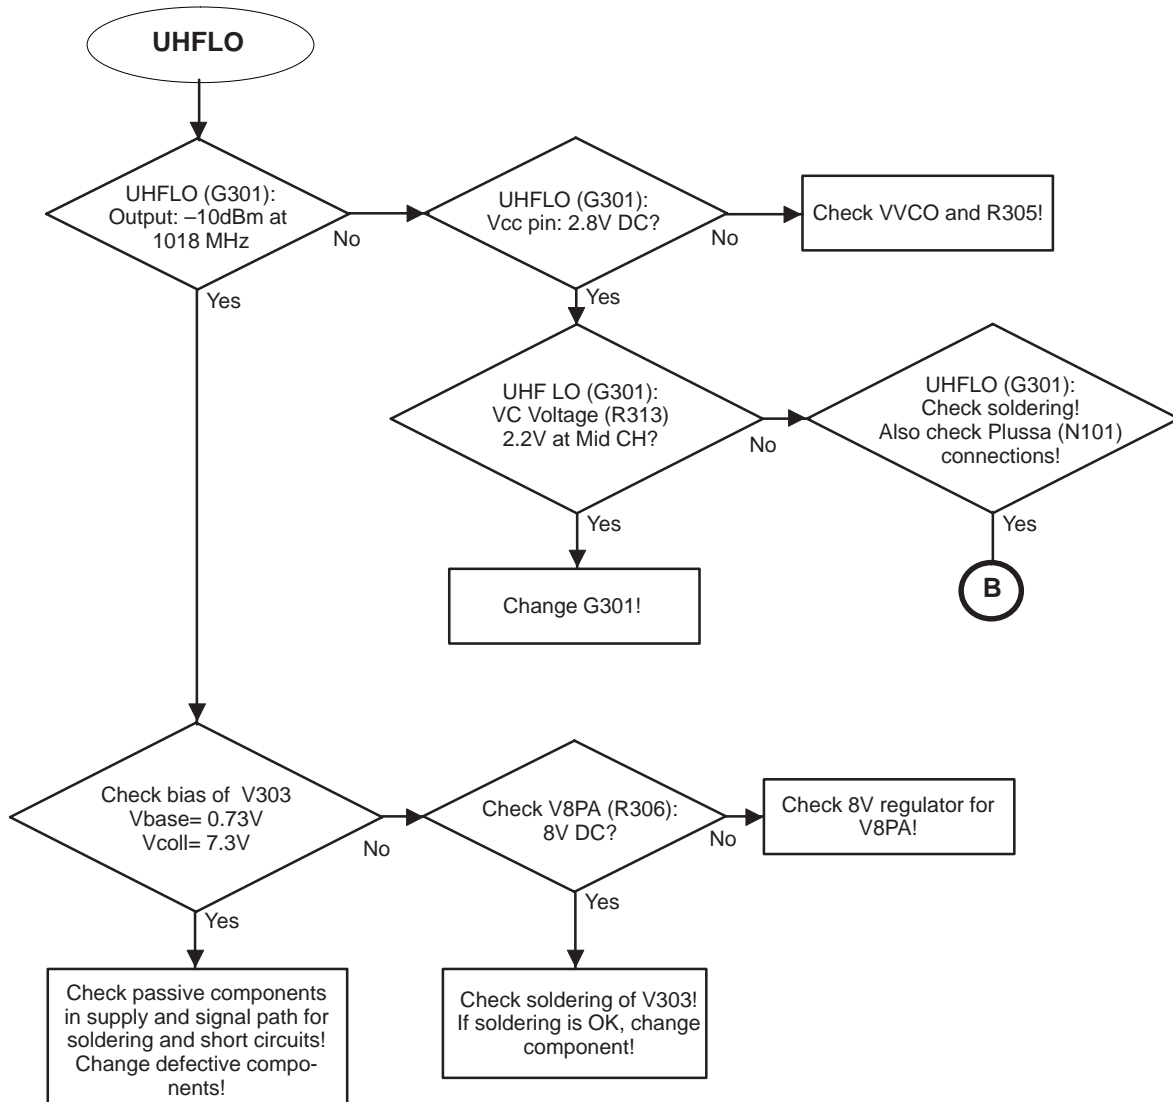 UHFLO
UHFLO (G301):
Output: –10dBm at
1018 MHz
No
Yes
UHFLO (G301):
Vcc pin: 2.8V DC?
No
Yes
Check VVCO and R305!
UHF LO (G301):
VC Voltage (R313)
2.2V at Mid CH?
No
Yes
UHFLO (G301):
Check soldering!
Also check Plussa (N101)
connections!
Yes
Change G301!
B
Check bias of V303
Vbase= 0.73V
Vcoll= 7.3V
No
Yes
Check V8PA (R306):
8V DC?
No
Yes
Check 8V regulator for
V8PA!
Check passive components
in supply and signal path for
soldering and short circuits!
Change defective compo-
nents!
Check soldering of V303!
If soldering is OK, change
component!